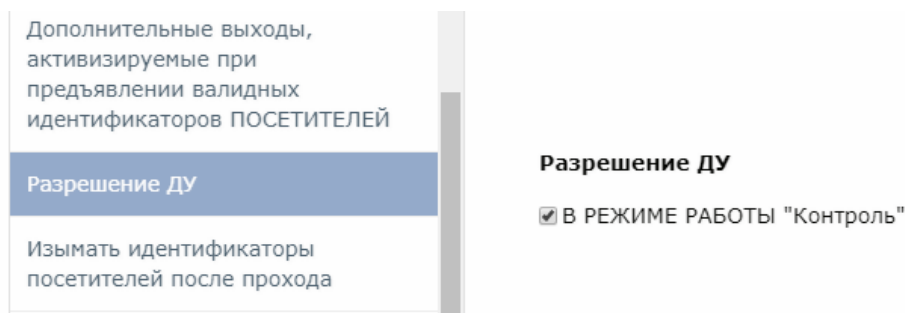 Дополнительные выходы,
активизируемые при
предъявлении валидных
идентификаторов ПОСЕТИТЕЛЕЙ
Разрешение ДУ
Изымать идентификаторы
посетителей после прохода
Разрешение ДУ
В РЕЖИМЕ РАБОТЫ "Контроль"